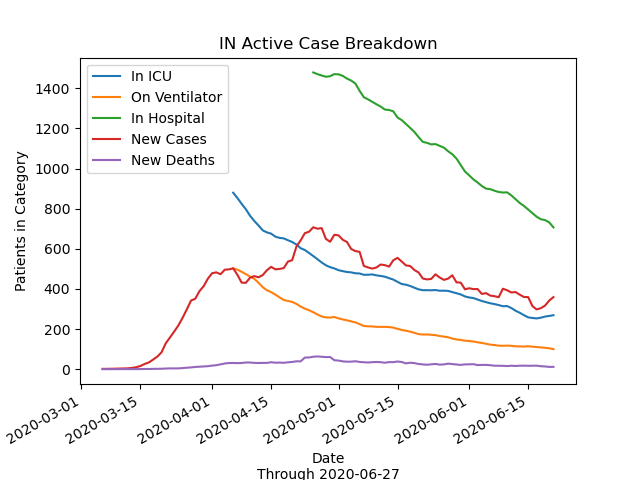 IN Active Case Breakdown
In ICU
On Ventilator
In Hospital
New Cases
New Deaths
Patients in Category
1400
1200
1000
800
600
400
200
0
2020-03-01
2020-03-15
2020-04-01
2020-04-15
2020-05-01
2020-05-15
2020-06-01
2020-06-15
Date
Through 2020-06-27